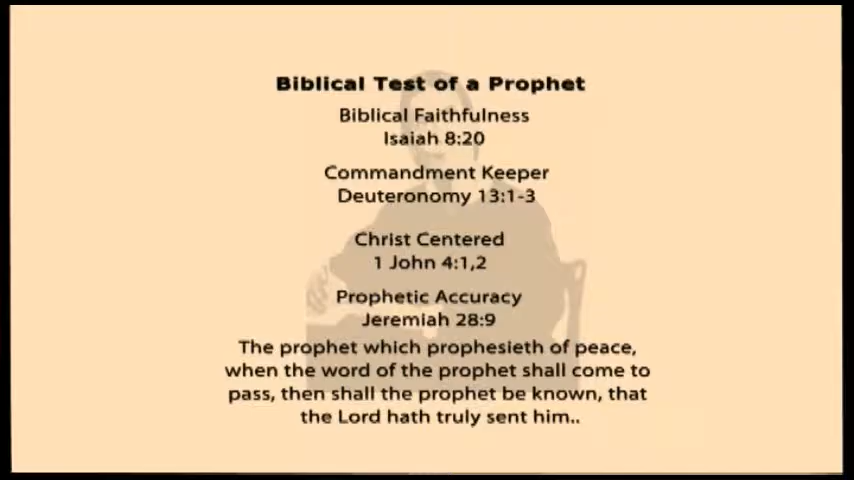 Biblical Test of a Prophet
Biblical Faithfulness
Isaiah 8:20
Commandment Keeper
Deuteronomy 13:1-3
Christ Centered
1 John 4:1,2
Prophetic Accuracy
Jeremiah 28:9
The prophet which prophesieth of peace,
when the word of the prophet shall come to
pass, then shall the prophet be known, that
the Lord hath truly sent him..